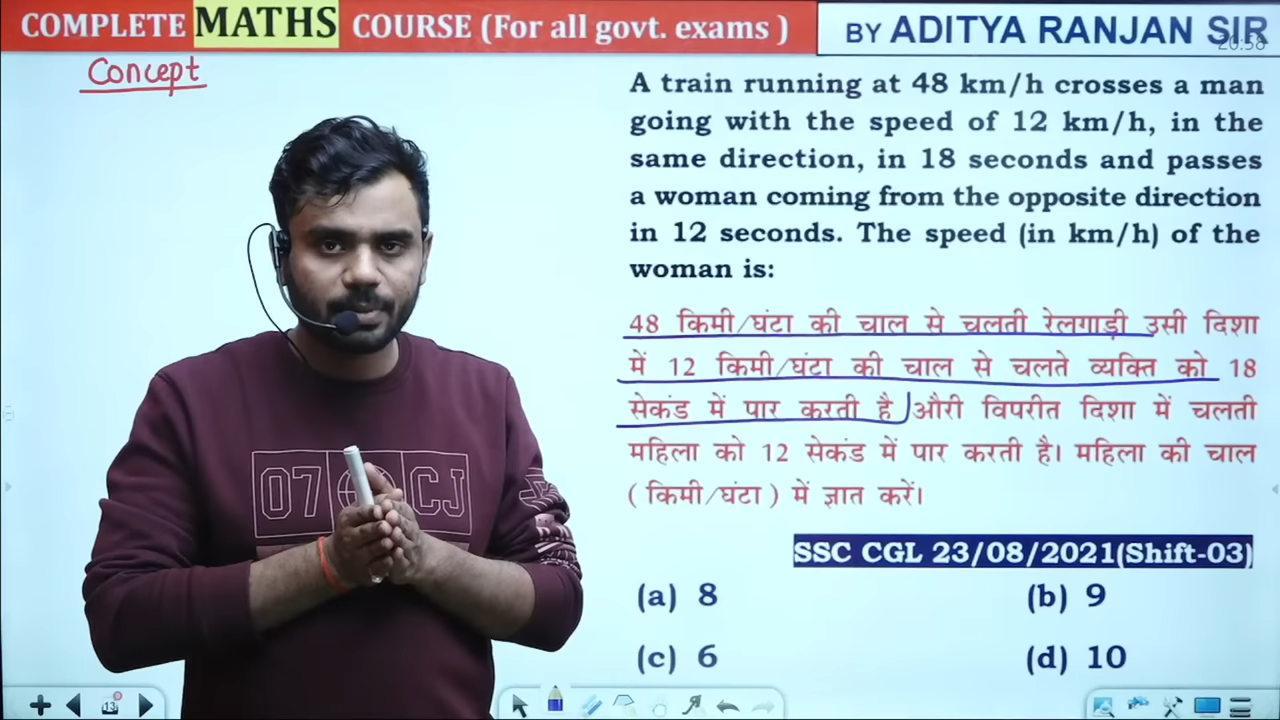 COMPLETE MATHS COURSE (For all govt. exams )
BY ADITYA RANJAN SIR
20:58
Concept
A train running at 48 km/h crosses a man
going with the speed of 12 km/h, in the
same direction, in 18 seconds and passes
a woman coming from the opposite direction
in 12 seconds. The speed (in km/h) of the
woman is:
48 किमी/घंटा की चाल से चलती रेलगाड़ी उसी दिशा
में 12 किमी/घंटा की चाल से चलते व्यक्ति को 18
सेकंड में पार करती है औरी विपरीत दिशा में चलती
महिला को 12 सेकंड में पार करती है। महिला की चाल
( किमी/घंटा ) में ज्ञात करें।
SSC CGL 23/08/2021(Shift-03)
(a) 8
(b) 9
(c) 6
(d) 10
07 CJ
13